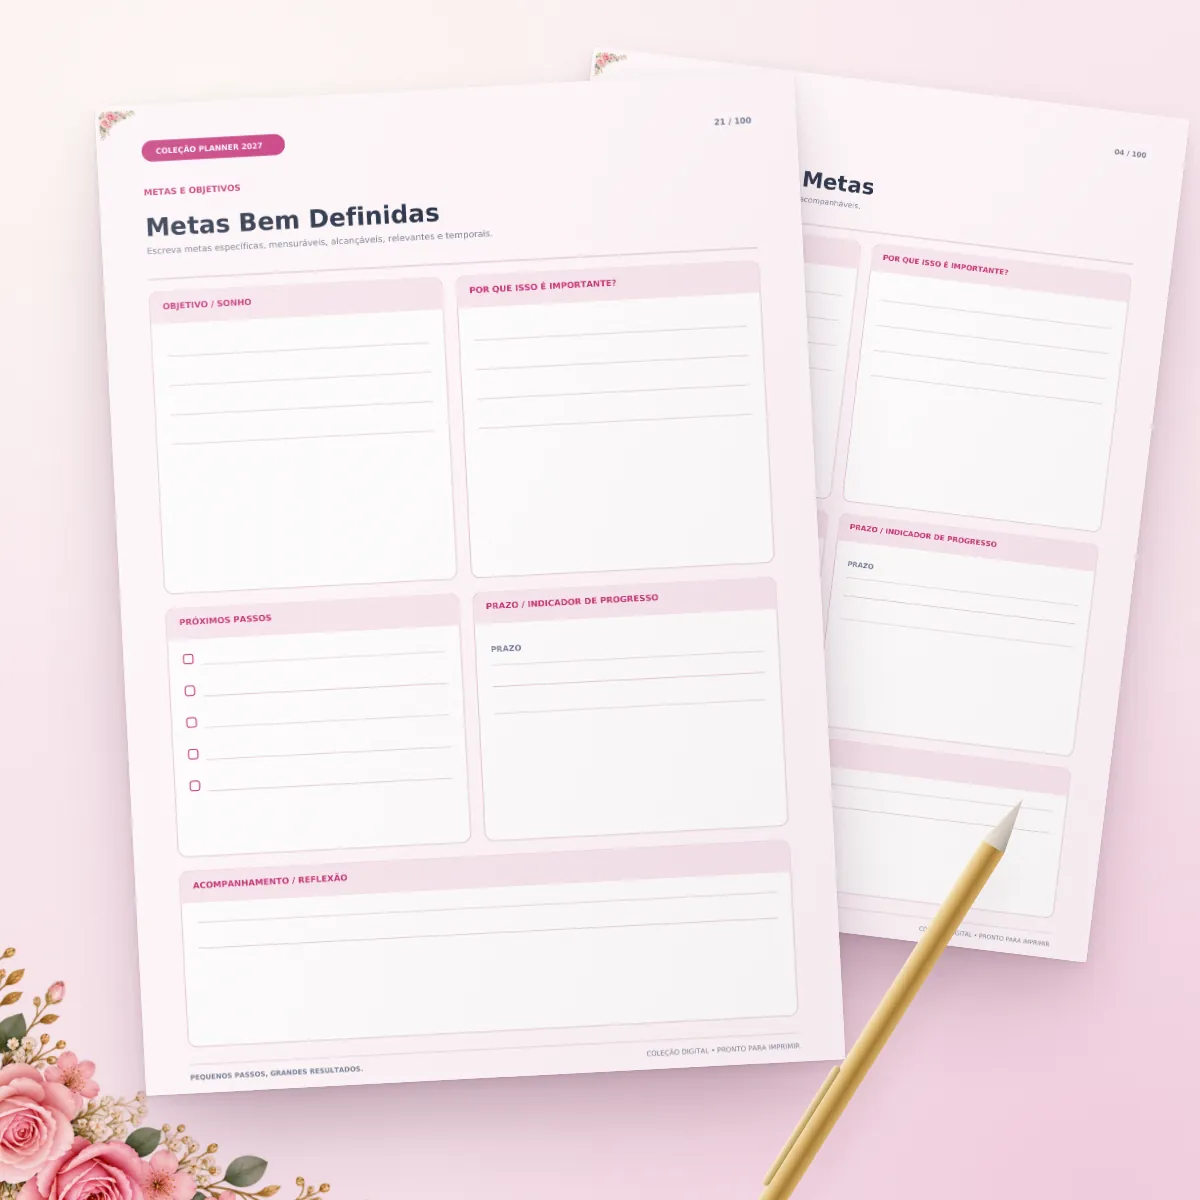 COLEÇÃO PLANNER 2027
21 / 100
METAS E OBJETIVOS
Metas Bem Definidas
Escreva metas específicas, mensuráveis, alcançáveis, relevantes e temporais.
OBJETIVO / SONHO
POR QUE ISSO É IMPORTANTE?
PRÓXIMOS PASSOS
PRAZO / INDICADOR DE PROGRESSO
PRAZO
ACOMPANHAMENTO / REFLEXÃO
PEQUENOS PASSOS, GRANDES RESULTADOS.
COLEÇÃO DIGITAL • PRONTO PARA IMPRIMIR
04 / 100
Metas
acompanháveis.
POR QUE ISSO É IMPORTANTE?
PRAZO / INDICADOR DE PROGRESSO
PRAZO
• PRONTO PARA IMPRIMIR